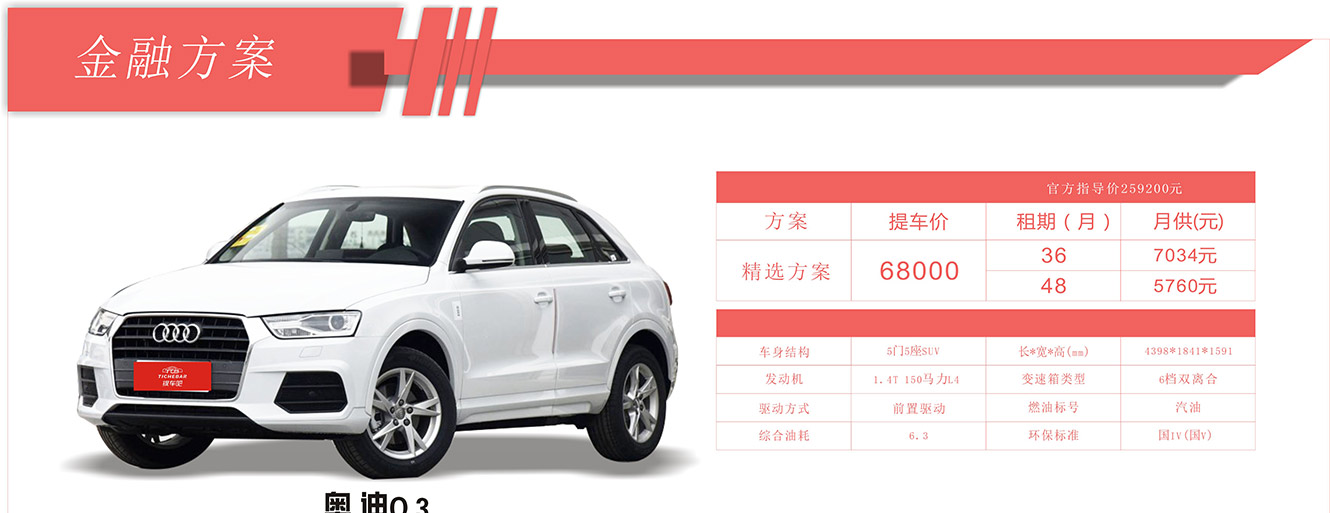 金融方案
官方指导价259200元
方案 提车价 租期（月） 月供(元)
精选方案 68000 36 7034元
48 5760元
车身结构 5门5座SUV 长*宽*高(mm) 4398*1841*1591
发动机 1.4T 150马力L4 变速箱类型 6档双离合
驱动方式 前置驱动 燃油标号 汽油
综合油耗 6.3 环保标准 国IV(国V)
TICHEBAR
提车吧
奥迪Q3